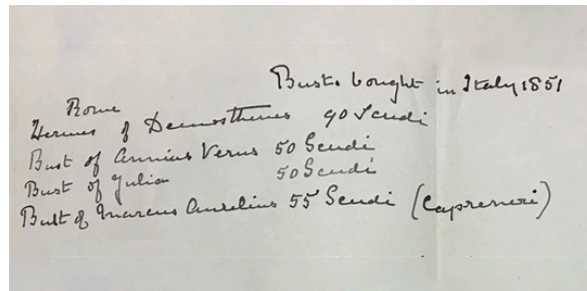 Busts bought in Italy 1851
Rome
Hermes of Demosthenes 90 Scudi
Bust of Annius Verus 50 Scudi
Bust of Julia 50 Scudi
Bust of Marcus Aurelius 55 Scudi